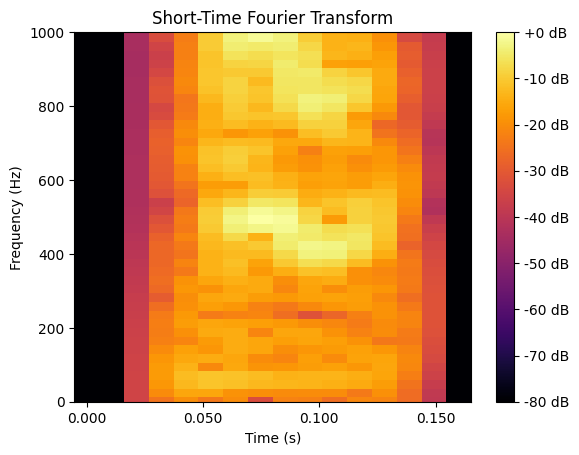 Short-Time Fourier Transform
1000
800
600
400
200
0
Frequency (Hz)
0.000
0.050
0.100
0.150
Time (s)
+0 dB
-10 dB
-20 dB
-30 dB
-40 dB
-50 dB
-60 dB
-70 dB
-80 dB